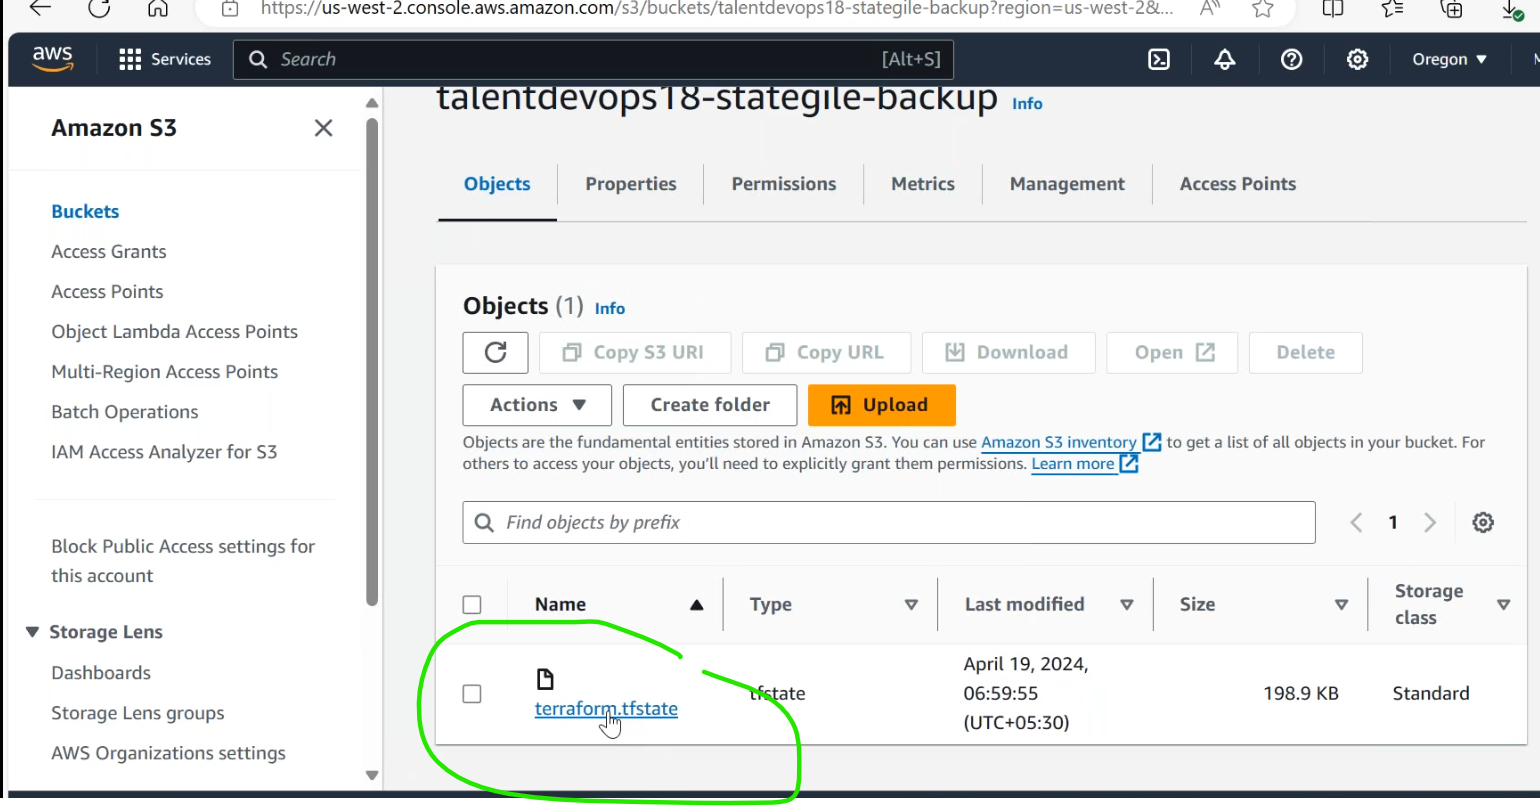 https://us-west-2.console.aws.amazon.com/s3/buckets/talentdevops18-stategile-backup?region=us-west-2&...
aws
Services
Search
[Alt+S]
Oregon
talentdevops18-stategile-backup Info
Amazon S3
Buckets
Access Grants
Access Points
Object Lambda Access Points
Multi-Region Access Points
Batch Operations
IAM Access Analyzer for S3
Block Public Access settings for
this account
Storage Lens
Dashboards
Storage Lens groups
AWS Organizations settings
Objects
Properties
Permissions
Metrics
Management
Access Points
Objects (1) Info
Copy S3 URI
Copy URL
Download
Open
Delete
Actions
Create folder
Upload
Objects are the fundamental entities stored in Amazon S3. You can use Amazon S3 inventory to get a list of all objects in your bucket. For
others to access your objects, you'll need to explicitly grant them permissions. Learn more
Find objects by prefix
1
Name
Type
Last modified
Size
Storage
class
terraform.tfstate
tfstate
April 19, 2024,
06:59:55
(UTC+05:30)
198.9 KB
Standard